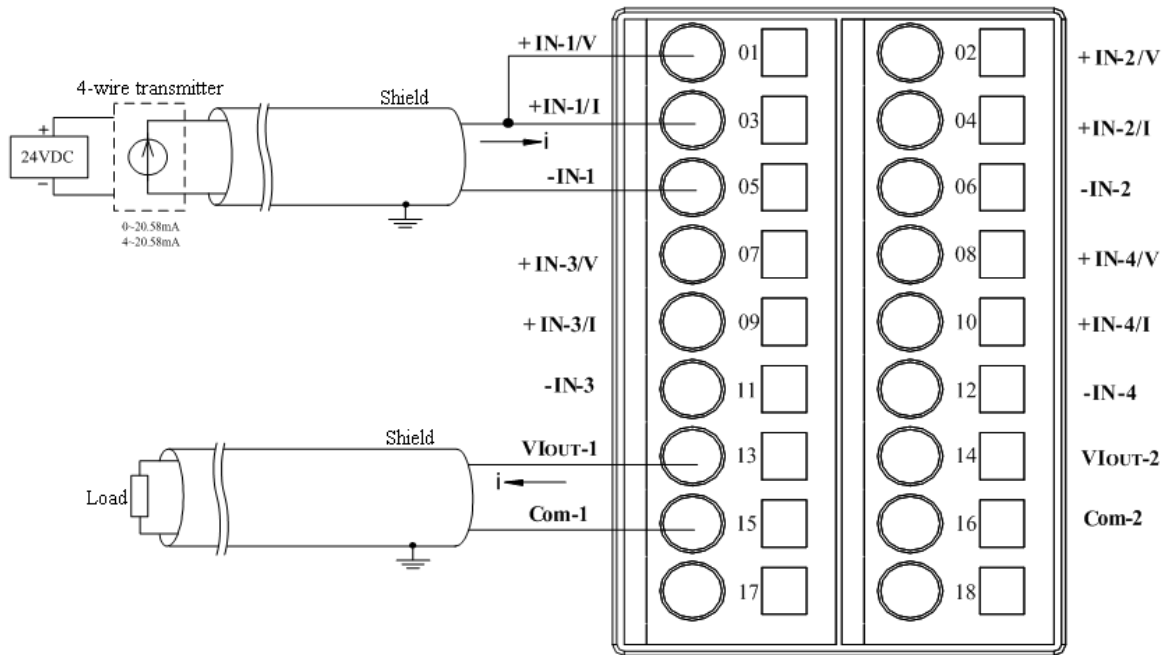 +IN-1/V
01
02
+IN-2/V
4-wire transmitter
Shield
+IN-1/I
03
04
+IN-2/I
+
24VDC
−
i
-IN-1
05
06
-IN-2
0~20.58mA
4~20.58mA
+IN-3/V
07
08
+IN-4/V
+IN-3/I
09
10
+IN-4/I
-IN-3
11
12
-IN-4
Shield
VIOUT-1
13
14
VIOUT-2
i
Load
Com-1
15
16
Com-2
17
18